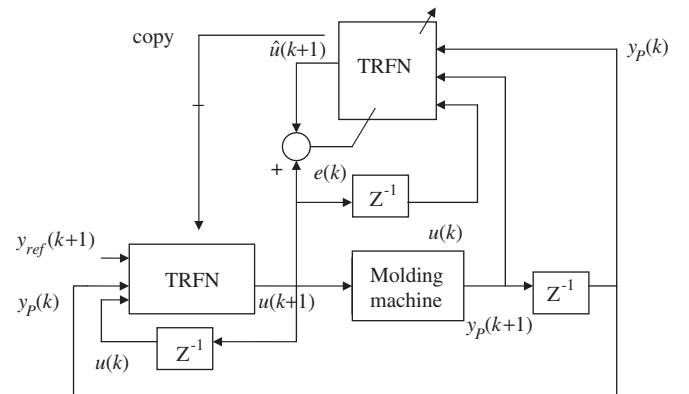 copy
û(k+1)
TRFN
y_P(k)
+
e(k)
Z^-1
u(k)
y_ref(k+1)
y_P(k)
TRFN
u(k+1)
Molding
machine
y_P(k+1)
Z^-1
u(k)
Z^-1